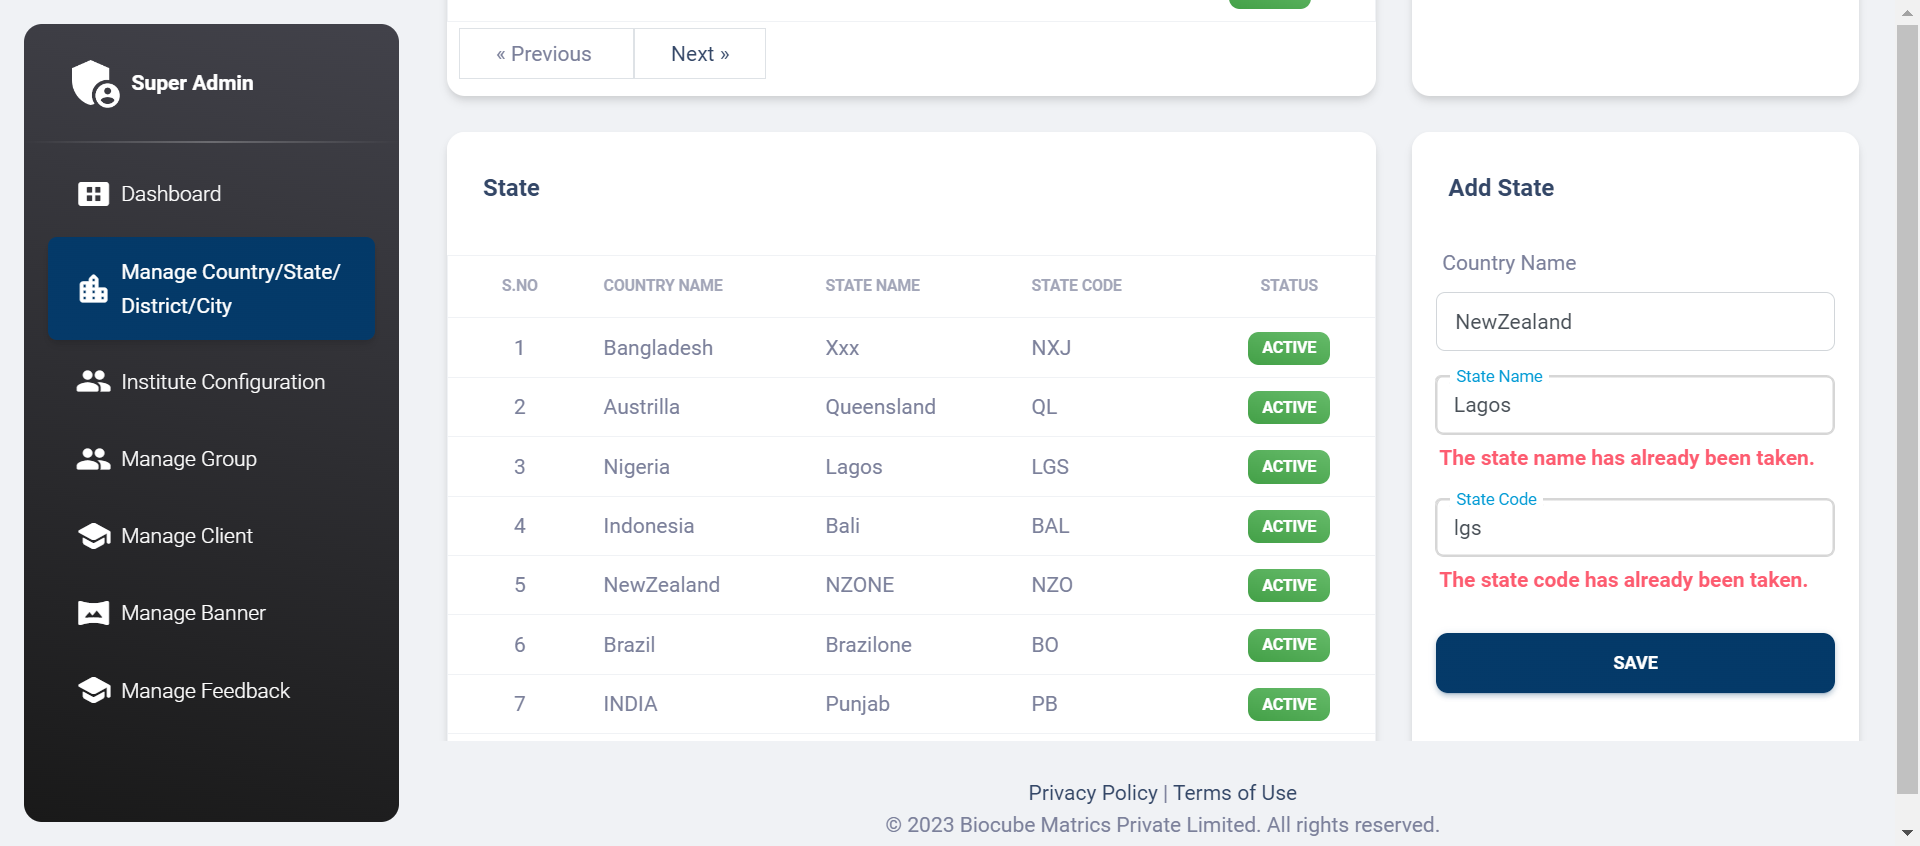 Super Admin
Dashboard
Manage Country/State/
District/City
Institute Configuration
Manage Group
Manage Client
Manage Banner
Manage Feedback
« Previous
Next »
State
S.NO COUNTRY NAME STATE NAME STATE CODE STATUS
1 Bangladesh Xxx NXJ ACTIVE
2 Austrilla Queensland QL ACTIVE
3 Nigeria Lagos LGS ACTIVE
4 Indonesia Bali BAL ACTIVE
5 NewZealand NZONE NZO ACTIVE
6 Brazil Brazilone BO ACTIVE
7 INDIA Punjab PB ACTIVE
Add State
Country Name
NewZealand
State Name
Lagos
The state name has already been taken.
State Code
lgs
The state code has already been taken.
SAVE
Privacy Policy | Terms of Use
© 2023 Biocube Matrics Private Limited. All rights reserved.